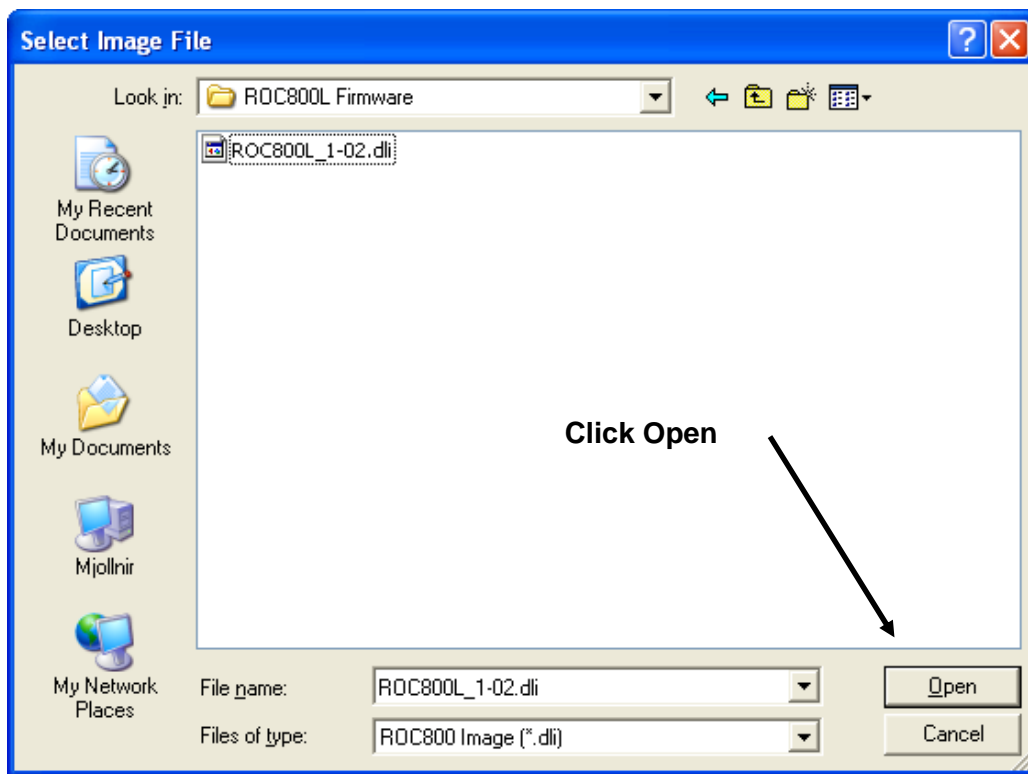 Select Image File
Look in:
ROC800L Firmware
ROC800L_1-02.dli
My Recent
Documents
Desktop
My Documents
Mjollnir
My Network
Places
Click Open
File name:
ROC800L_1-02.dli
Open
Files of type:
ROC800 Image (*.dli)
Cancel